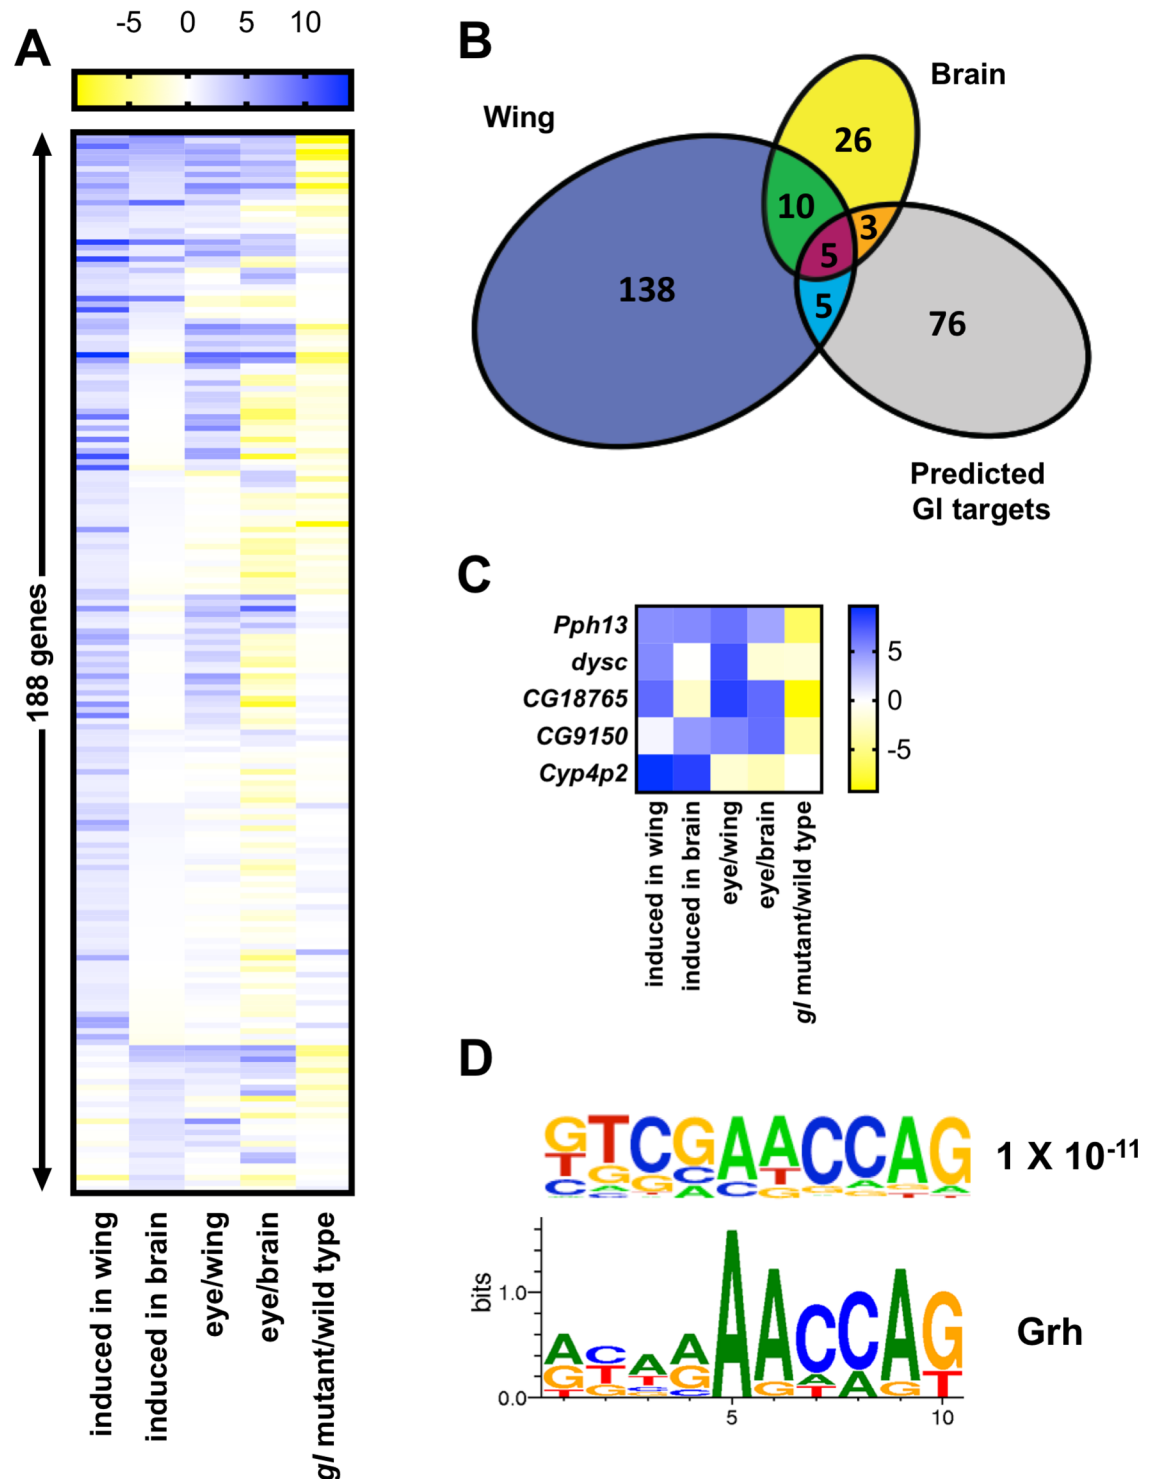 A
-5 0 5 10
188 genes
induced in wing
induced in brain
eye/wing
eye/brain
gl mutant/wild type
B
Wing
Brain
26
10
3
5
138
5
76
Predicted
Gl targets
C
Pph13
dysc
CG18765
CG9150
Cyp4p2
5
0
-5
induced in wing
induced in brain
eye/wing
eye/brain
gl mutant/wild type
D
GTCGAACCAG
1 X 10-11
bits
1.0
0.0
5 10
Grh